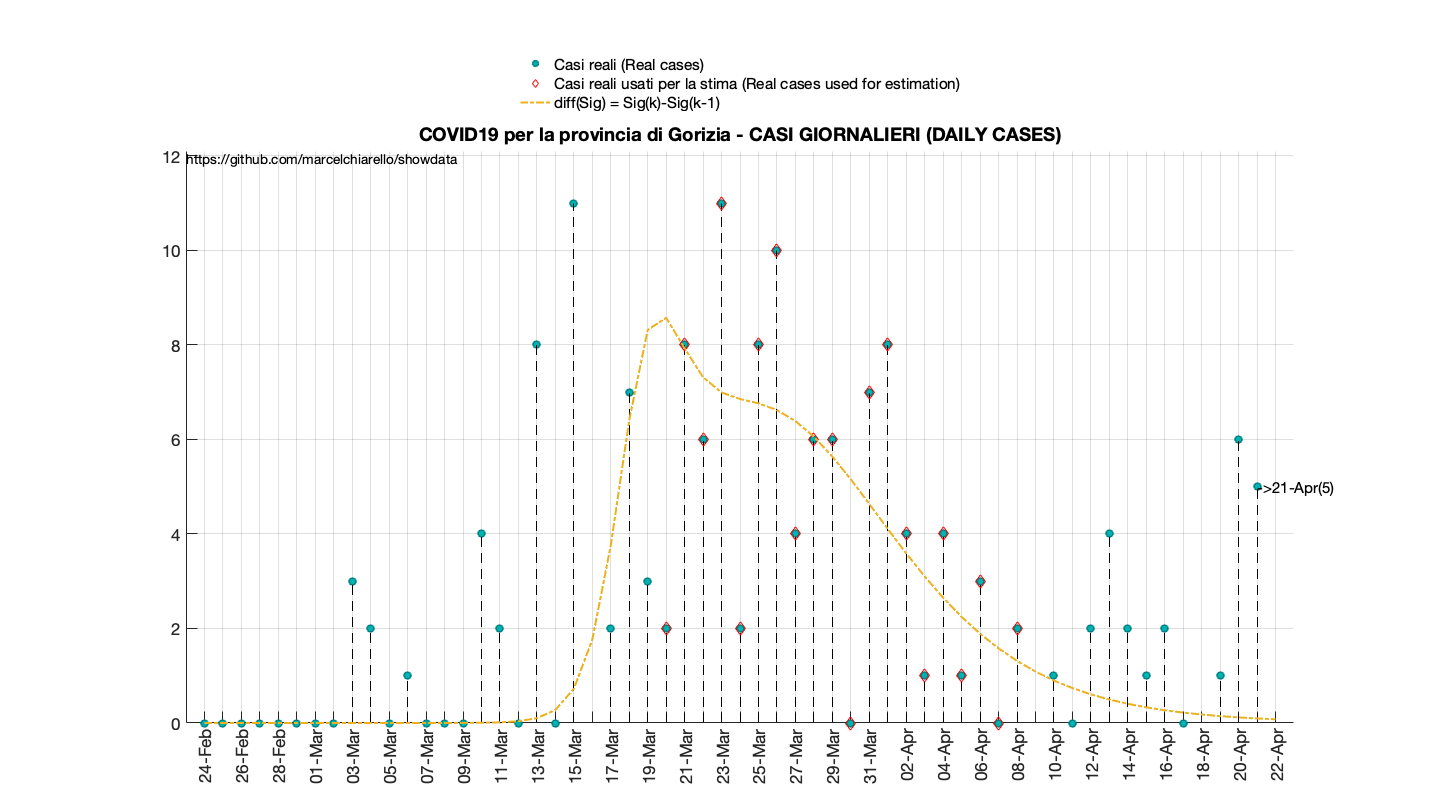 Casi reali (Real cases)
Casi reali usati per la stima (Real cases used for estimation)
diff(Sig) = Sig(k)-Sig(k-1)
COVID19 per la provincia di Gorizia - CASI GIORNALIERI (DAILY CASES)
https://github.com/marcelchiarello/showdata
12
10
8
6
4
2
0
->21-Apr(5)
24-Feb
26-Feb
28-Feb
01-Mar
03-Mar
05-Mar
07-Mar
09-Mar
11-Mar
13-Mar
15-Mar
17-Mar
19-Mar
21-Mar
23-Mar
25-Mar
27-Mar
29-Mar
31-Mar
02-Apr
04-Apr
06-Apr
08-Apr
10-Apr
12-Apr
14-Apr
16-Apr
18-Apr
20-Apr
22-Apr